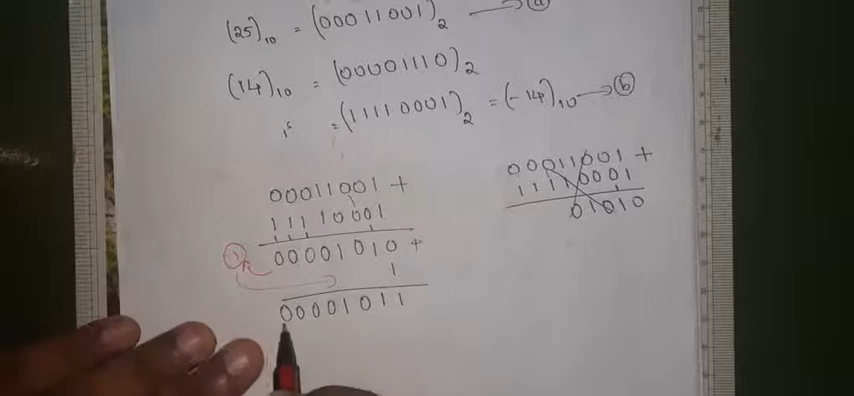 (25)₁₀ = (00011001)₂ → (a)
(14)₁₀ = (00001110)₂
1's = (11110001)₂ = (-14)₁₀ → (b)
00011001 +
11110001
1 00001010 +
1
00001011
00011001 +
11110001
01010